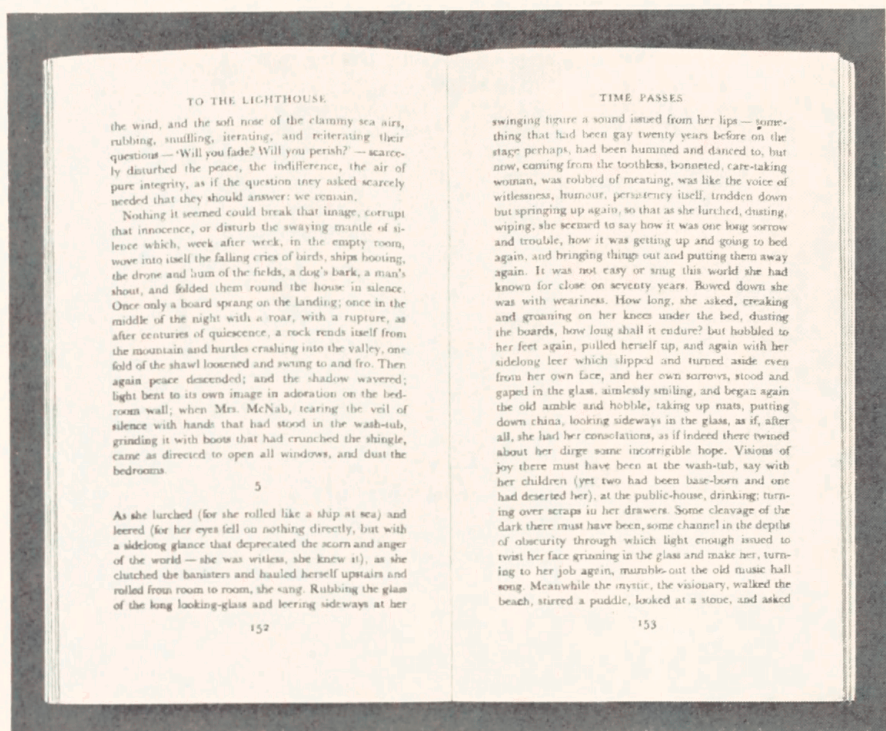 TO THE LIGHTHOUSE
the wind, and the soft nose of the clammy sea airs,
rubbing, snuffling, iterating, and reiterating their
questions — 'Will you fade? Will you perish?' — scarce-
ly disturbed the peace, the indifference, the air of
pure integrity, as if the question they asked scarcely
needed that they should answer: we remain.
Nothing it seemed could break that image, corrupt
that innocence, or disturb the swaying mantle of si-
lence which, week after week, in the empty room,
wove into itself the falling cries of birds, ships hooting,
the drone and hum of the fields, a dog's bark, a man's
shout, and folded them round the house in silence.
Once only a board sprang on the landing; once in the
middle of the night with a roar, with a rupture, as
after centuries of quiescence, a rock rends itself from
the mountain and hurtles crashing into the valley, one
fold of the shawl loosened and swung to and fro. Then
again peace descended; and the shadow wavered;
light bent to its own image in adoration on the bed-
room wall; when Mrs. McNab, tearing the veil of
silence with hands that had stood in the wash-tub,
grinding it with boots that had crunched the shingle,
came as directed to open all windows, and dust the
bedrooms.
5
As she lurched (for she rolled like a ship at sea) and
leered (for her eyes fell on nothing directly, but with
a sidelong glance that deprecated the scorn and anger
of the world — she was witless, she knew it), as she
clutched the banisters and hauled herself upstairs and
rolled from room to room, she sang. Rubbing the glass
of the long looking-glass and leering sideways at her
152
TIME PASSES
swinging figure a sound issued from her lips — some-
thing that had been gay twenty years before on the
stage perhaps, had been hummed and danced to, but
now, coming from the toothless, bonneted, care-taking
woman, was robbed of meaning, was like the voice of
witlessness, humour, persistency itself, trodden down
but springing up again, so that as she lurched, dusting,
wiping, she seemed to say how it was one long sorrow
and trouble, how it was getting up and going to bed
again, and bringing things out and putting them away
again. It was not easy or snug this world she had
known for close on seventy years. Bowed down she
was with weariness. How long, she asked, creaking
and groaning on her knees under the bed, dusting
the boards, how long shall it endure? but hobbled to
her feet again, pulled herself up, and again with her
sidelong leer which slipped and turned aside even
from her own face, and her own sorrows, stood and
gaped in the glass, aimlessly smiling, and began again
the old amble and hobble, taking up mats, putting
down china, looking sideways in the glass, as if, after
all, she had her consolations, as if indeed there twined
about her dirge some incorrigible hope. Visions of
joy there must have been at the wash-tub, say with
her children (yet two had been base-born and one
had deserted her), at the public-house, drinking; turn-
ing over scraps in her drawers. Some cleavage of the
dark there must have been, some channel in the depths
of obscurity through which light enough issued to
twist her face grinning in the glass and make her, turn-
ing to her job again, mumble out the old music hall
song. Meanwhile the mystic, the visionary, walked the
beach, stirred a puddle, looked at a stone, and asked
153